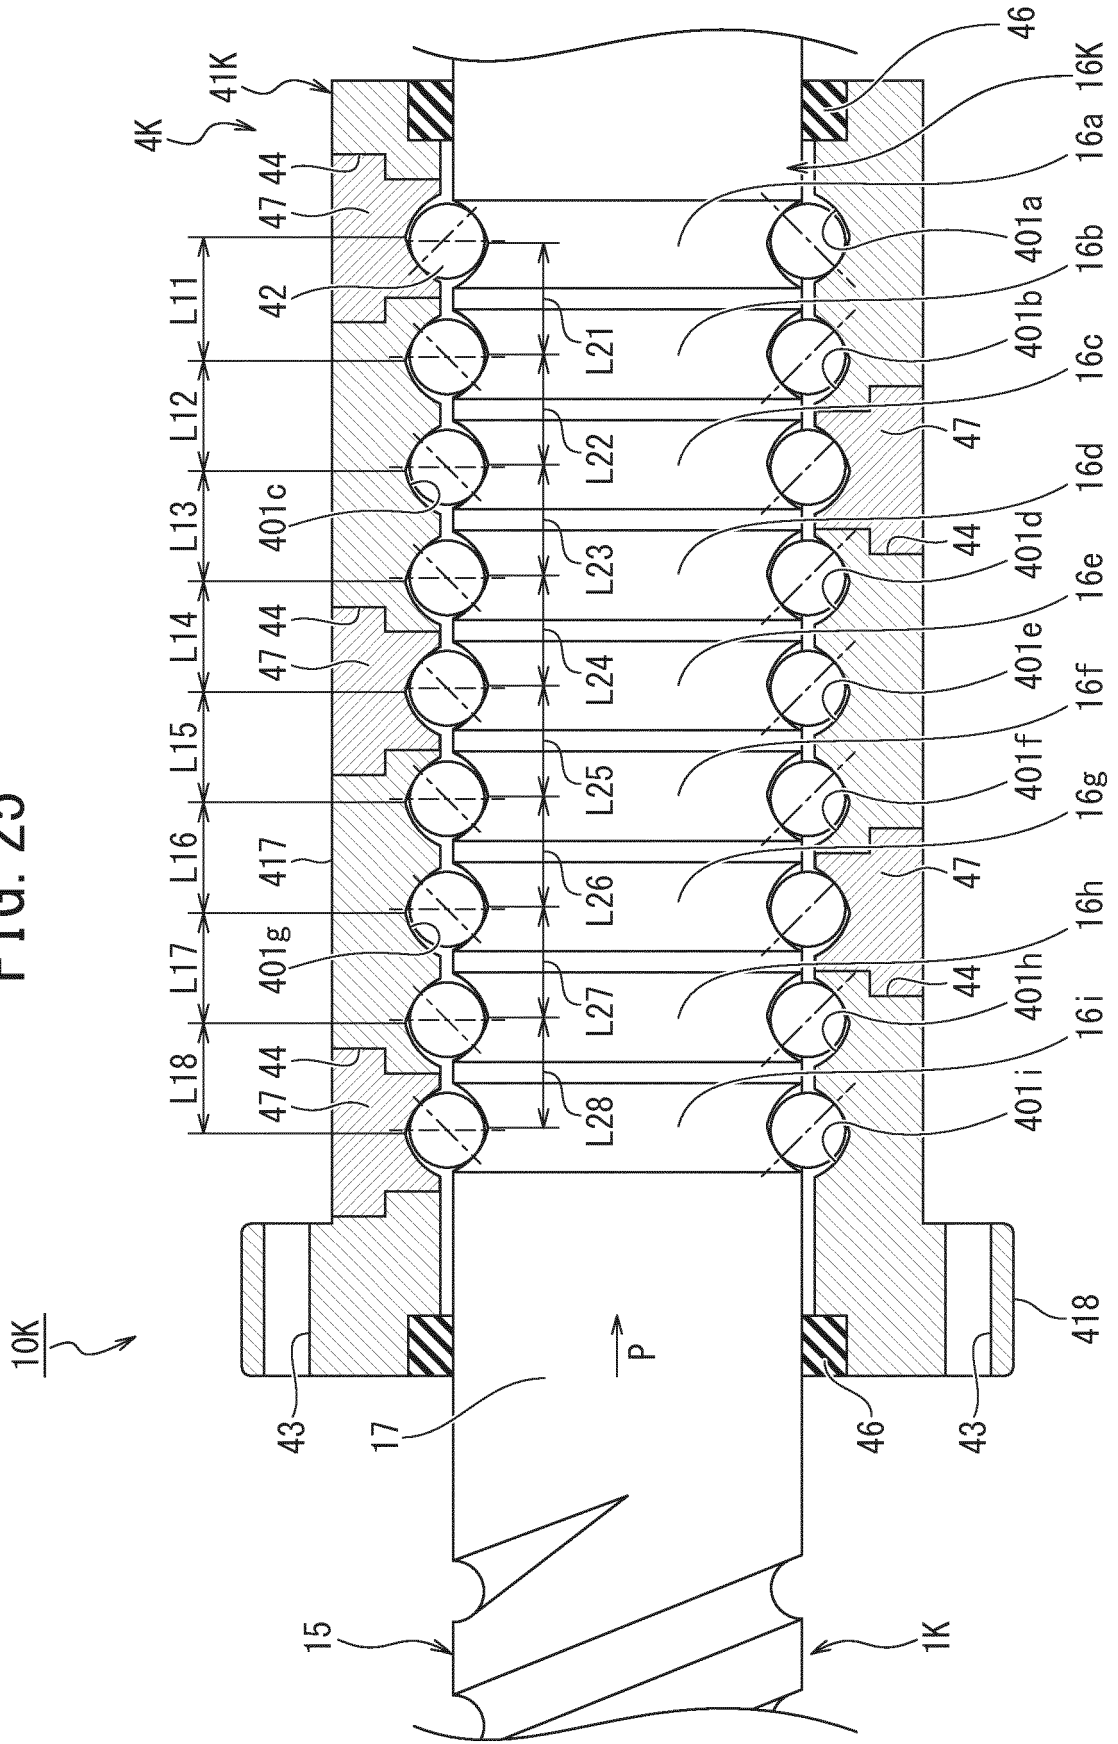 FIG. 25
10K
4K
41K
L18
L17
L16
L15
L14
L13
L12
L11
417
47
44
47
44
47
44
43
401g
401c
42
L28
L27
L26
L25
L24
L23
L22
L21
17
P
15
1K
46
43
418
46
16K
401i
401h
401f
401e
401d
401b
401a
44
47
44
47
16i
16h
16g
16f
16e
16d
16c
16b
16a